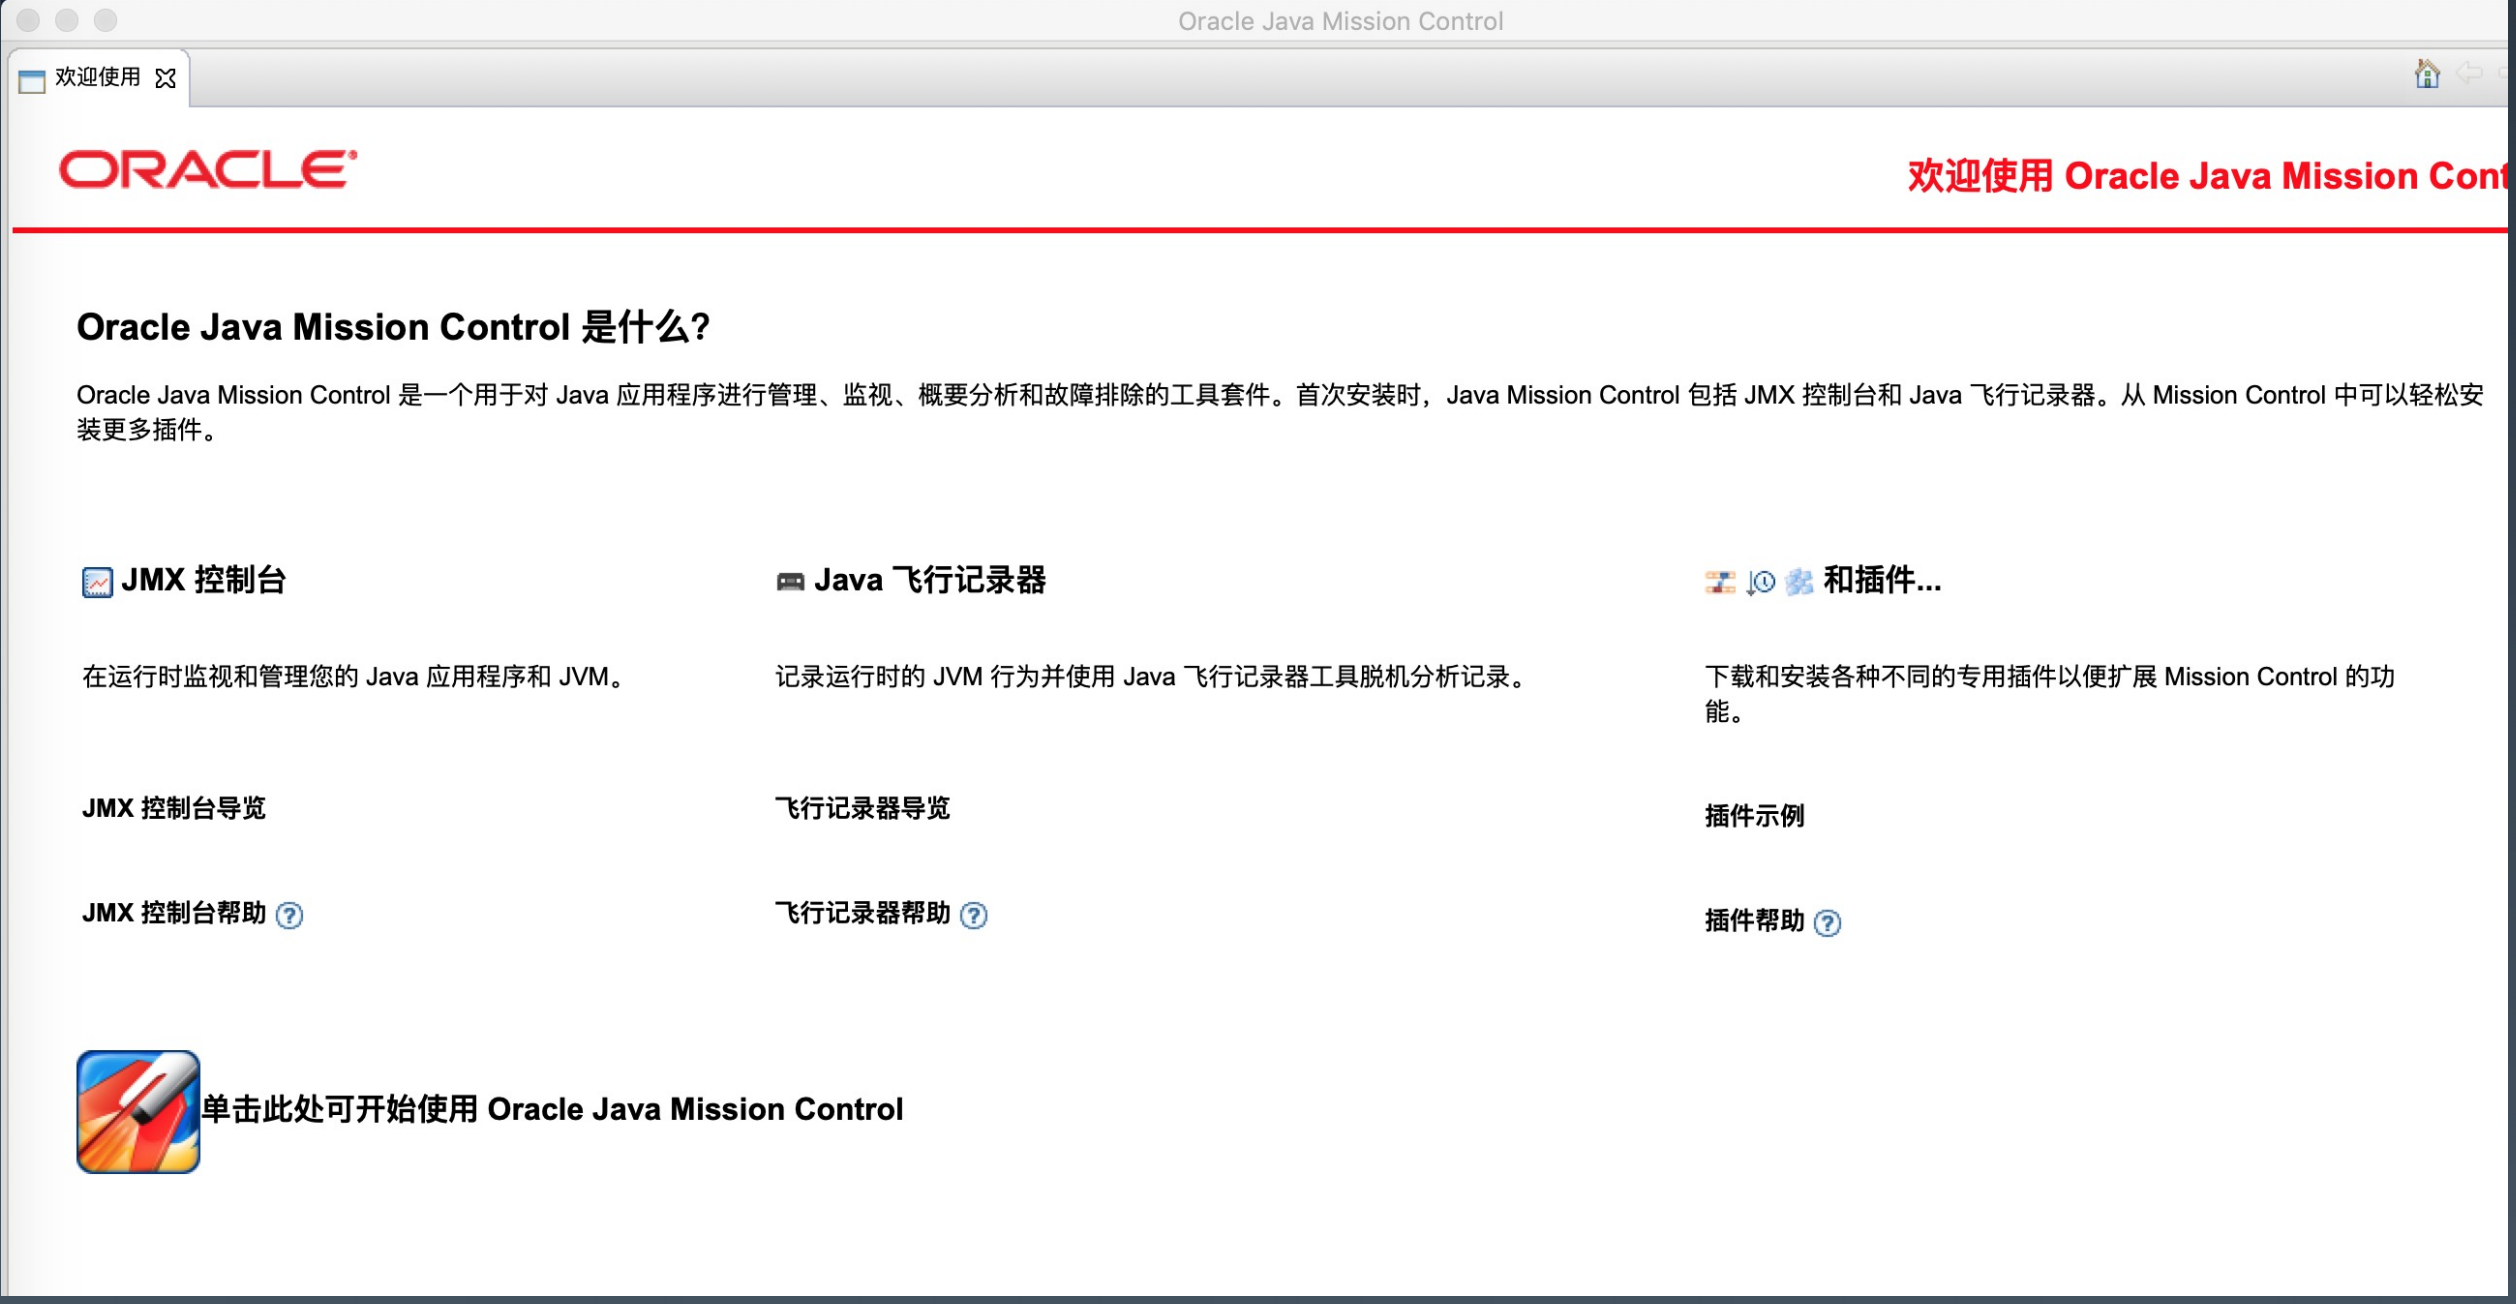 Oracle Java Mission Control
欢迎使用
ORACLE
欢迎使用 Oracle Java Mission Cont
Oracle Java Mission Control 是什么?
Oracle Java Mission Control 是一个用于对 Java 应用程序进行管理、监视、概要分析和故障排除的工具套件。首次安装时，Java Mission Control 包括 JMX 控制台和 Java 飞行记录器。从 Mission Control 中可以轻松安
装更多插件。
JMX 控制台
在运行时监视和管理您的 Java 应用程序和 JVM。
JMX 控制台导览
JMX 控制台帮助
Java 飞行记录器
记录运行时的 JVM 行为并使用 Java 飞行记录器工具脱机分析记录。
飞行记录器导览
飞行记录器帮助
和插件...
下载和安装各种不同的专用插件以便扩展 Mission Control 的功
能。
插件示例
插件帮助
单击此处可开始使用 Oracle Java Mission Control